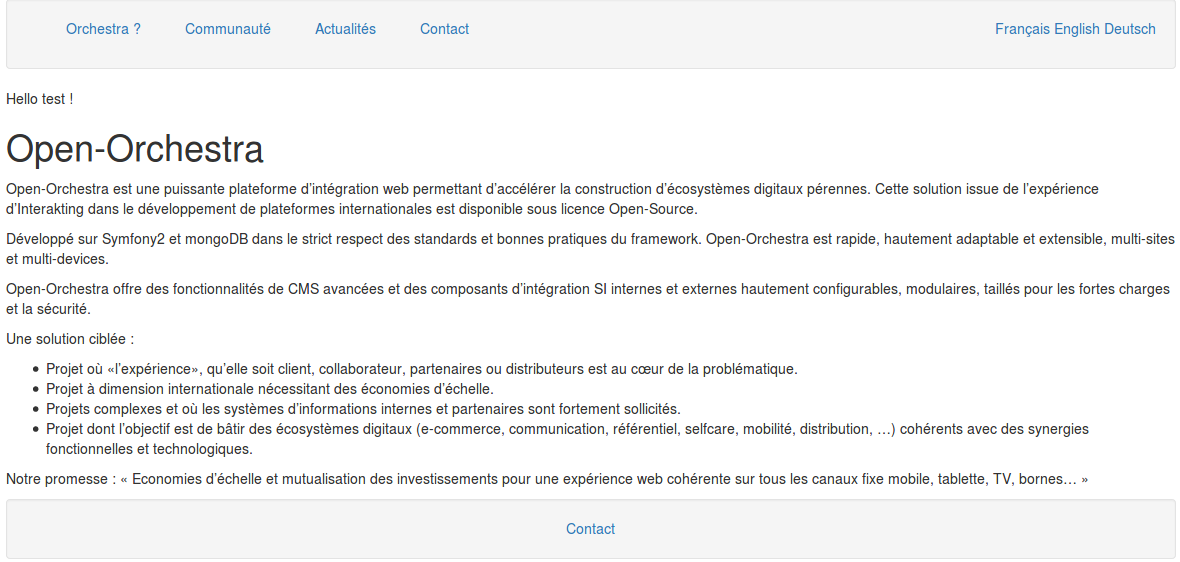 Orchestra ? Communauté Actualités Contact Français English Deutsch
Hello test !
Open-Orchestra
Open-Orchestra est une puissante plateforme d’intégration web permettant d’accélérer la construction d’écosystèmes digitaux pérennes. Cette solution issue de l’expérience
d’Interakting dans le développement de plateformes internationales est disponible sous licence Open-Source.
Développé sur Symfony2 et mongoDB dans le strict respect des standards et bonnes pratiques du framework. Open-Orchestra est rapide, hautement adaptable et extensible, multi-sites
et multi-devices.
Open-Orchestra offre des fonctionnalités de CMS avancées et des composants d’intégration SI internes et externes hautement configurables, modulaires, taillés pour les fortes charges
et la sécurité.
Une solution ciblée :
• Projet où «l’expérience», qu’elle soit client, collaborateur, partenaires ou distributeurs est au cœur de la problématique.
• Projet à dimension internationale nécessitant des économies d’échelle.
• Projets complexes et où les systèmes d’informations internes et partenaires sont fortement sollicités.
• Projet dont l’objectif est de bâtir des écosystèmes digitaux (e-commerce, communication, référentiel, selfcare, mobilité, distribution, …) cohérents avec des synergies
fonctionnelles et technologiques.
Notre promesse : « Economies d’échelle et mutualisation des investissements pour une expérience web cohérente sur tous les canaux fixe mobile, tablette, TV, bornes… »
Contact